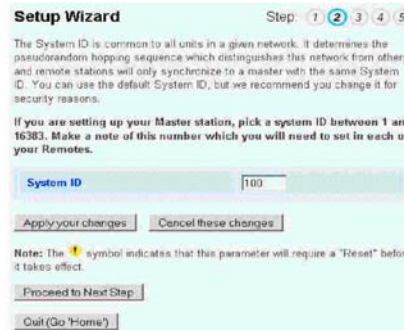 Setup Wizard
Step: 1 2 3 4 5
The System ID is common to all units in a given network. It determines the
pseudorandom hopping sequence which distinguishes this network from others
and remote stations will only synchronize to a master with the same System
ID. You can use the default System ID, but we recommend you change it for
security reasons.
If you are setting up your Master station, pick a system ID between 1 an
16383. Make a note of this number which you will need to set in each o
your Remotes.
System ID 100
Apply your changes Cancel these changes
Note: The symbol indicates that this parameter will require a "Reset" befor
it takes effect.
Proceed to Next Step
Quit (Go 'Home')